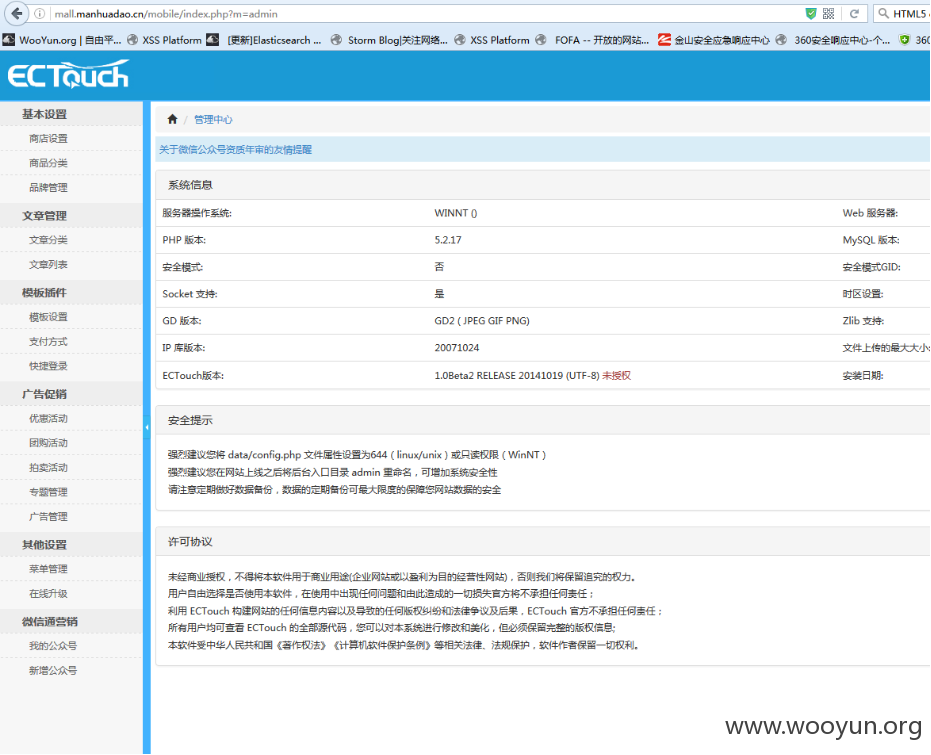 mall.manhuadao.cn/mobile/index.php?m=admin
HTML5
WooYun.org | 自由平... XSS Platform [更新]Elasticsearch ... Storm Blog|关注网络... XSS Platform FOFA -- 开放的网站... 金山安全应急响应中心 360安全响应中心-个... 360
ECTouch
基本设置
商店设置
商品分类
品牌管理
文章管理
文章分类
文章列表
模板插件
模板设置
支付方式
快捷登录
广告促销
优惠活动
团购活动
拍卖活动
专题管理
广告管理
其他设置
菜单管理
在线升级
微信通营销
我的公众号
新增公众号
/ 管理中心
关于微信公众号资质年审的友情提醒
系统信息
服务器操作系统: WINNT () Web 服务器:
PHP 版本: 5.2.17 MySQL 版本:
安全模式: 否 安全模式GID:
Socket 支持: 是 时区设置:
GD 版本: GD2 ( JPEG GIF PNG) Zlib 支持:
IP 库版本: 20071024 文件上传的最大大小:
ECTouch版本: 1.0Beta2 RELEASE 20141019 (UTF-8) 未授权 安装日期:
安全提示
强烈建议您将 data/config.php 文件属性设置为644（linux/unix）或只读权限（WinNT）
强烈建议您在网站上线之后将后台入口目录 admin 重命名，可增加系统安全性
请注意定期做好数据备份，数据的定期备份可最大限度的保障您网站数据的安全
许可协议
未经商业授权，不得将本软件用于商业用途(企业网站或以盈利为目的经营性网站)，否则我们将保留追究的权力。
用户自由选择是否使用本软件，在使用中出现任何问题和由此造成的一切损失官方将不承担任何责任；
利用 ECTouch 构建网站的任何信息内容以及导致的任何版权纠纷和法律争议及后果，ECTouch 官方不承担任何责任；
所有用户均可查看 ECTouch 的全部源代码，您可以对本系统进行修改和美化，但必须保留完整的版权信息;
本软件受中华人民共和国《著作权法》《计算机软件保护条例》等相关法律、法规保护，软件作者保留一切权利。
www.wooyun.org